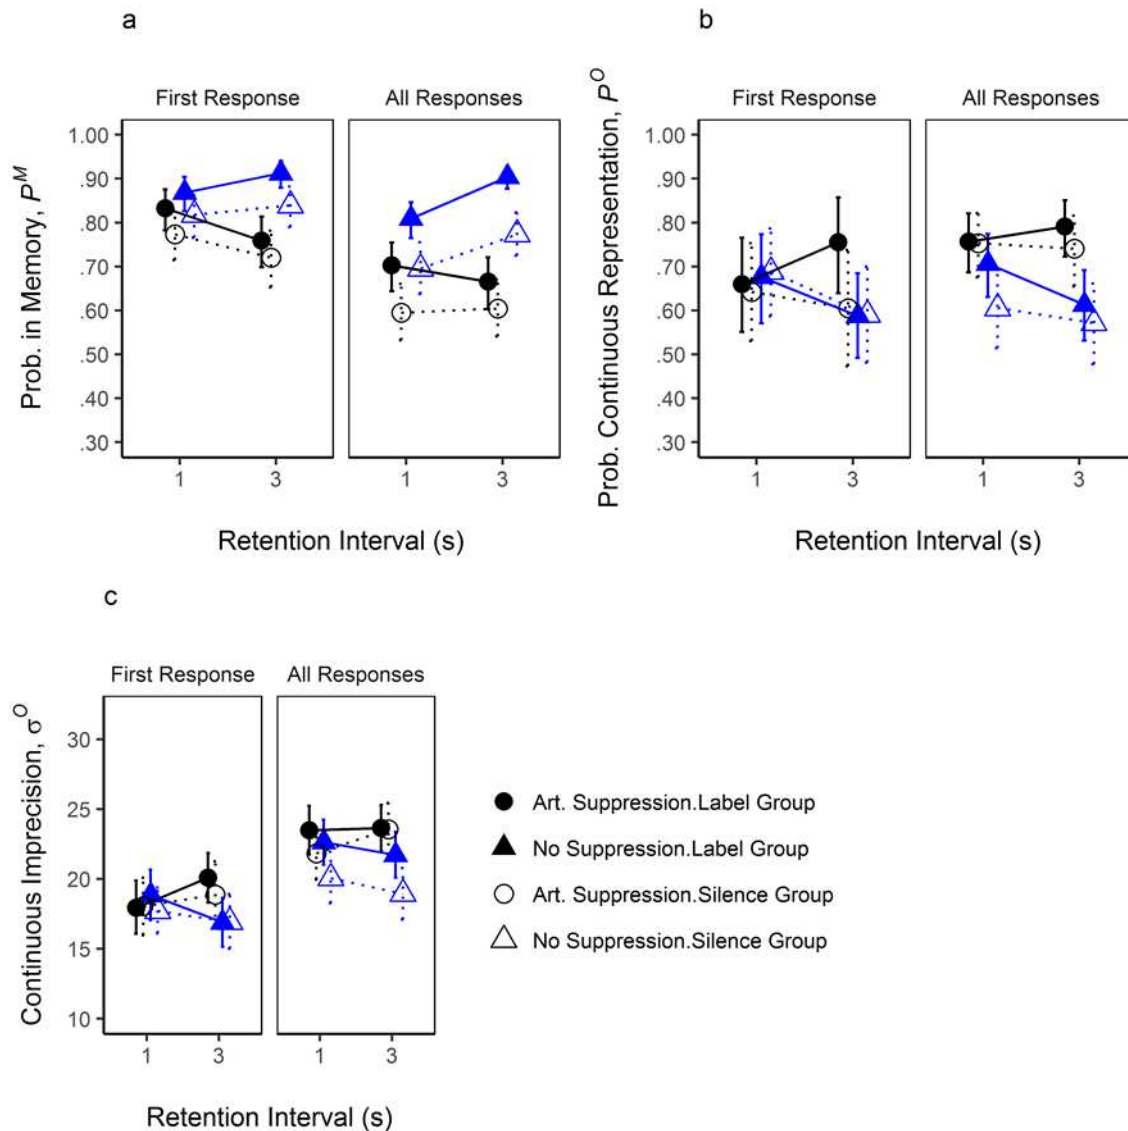 a
First Response All Responses
Prob. in Memory, P^M
1.00
.90
.80
.70
.60
.50
.40
.30
1 3 1 3
Retention Interval (s)
b
First Response All Responses
Prob. Continuous Representation, P^O
1.00
.90
.80
.70
.60
.50
.40
.30
1 3 1 3
Retention Interval (s)
c
First Response All Responses
Continuous Imprecision, σ^O
30
25
20
15
10
1 3 1 3
Retention Interval (s)
Art. Suppression.Label Group
No Suppression.Label Group
Art. Suppression.Silence Group
No Suppression.Silence Group